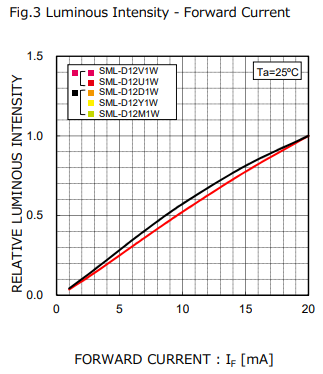 Fig.3 Luminous Intensity - Forward Current
RELATIVE LUMINOUS INTENSITY
1.5
1.0
0.5
0.0
SML-D12V1W
SML-D12U1W
SML-D12D1W
SML-D12Y1W
SML-D12M1W
Ta=25ºC
0 5 10 15 20
FORWARD CURRENT : IF [mA]